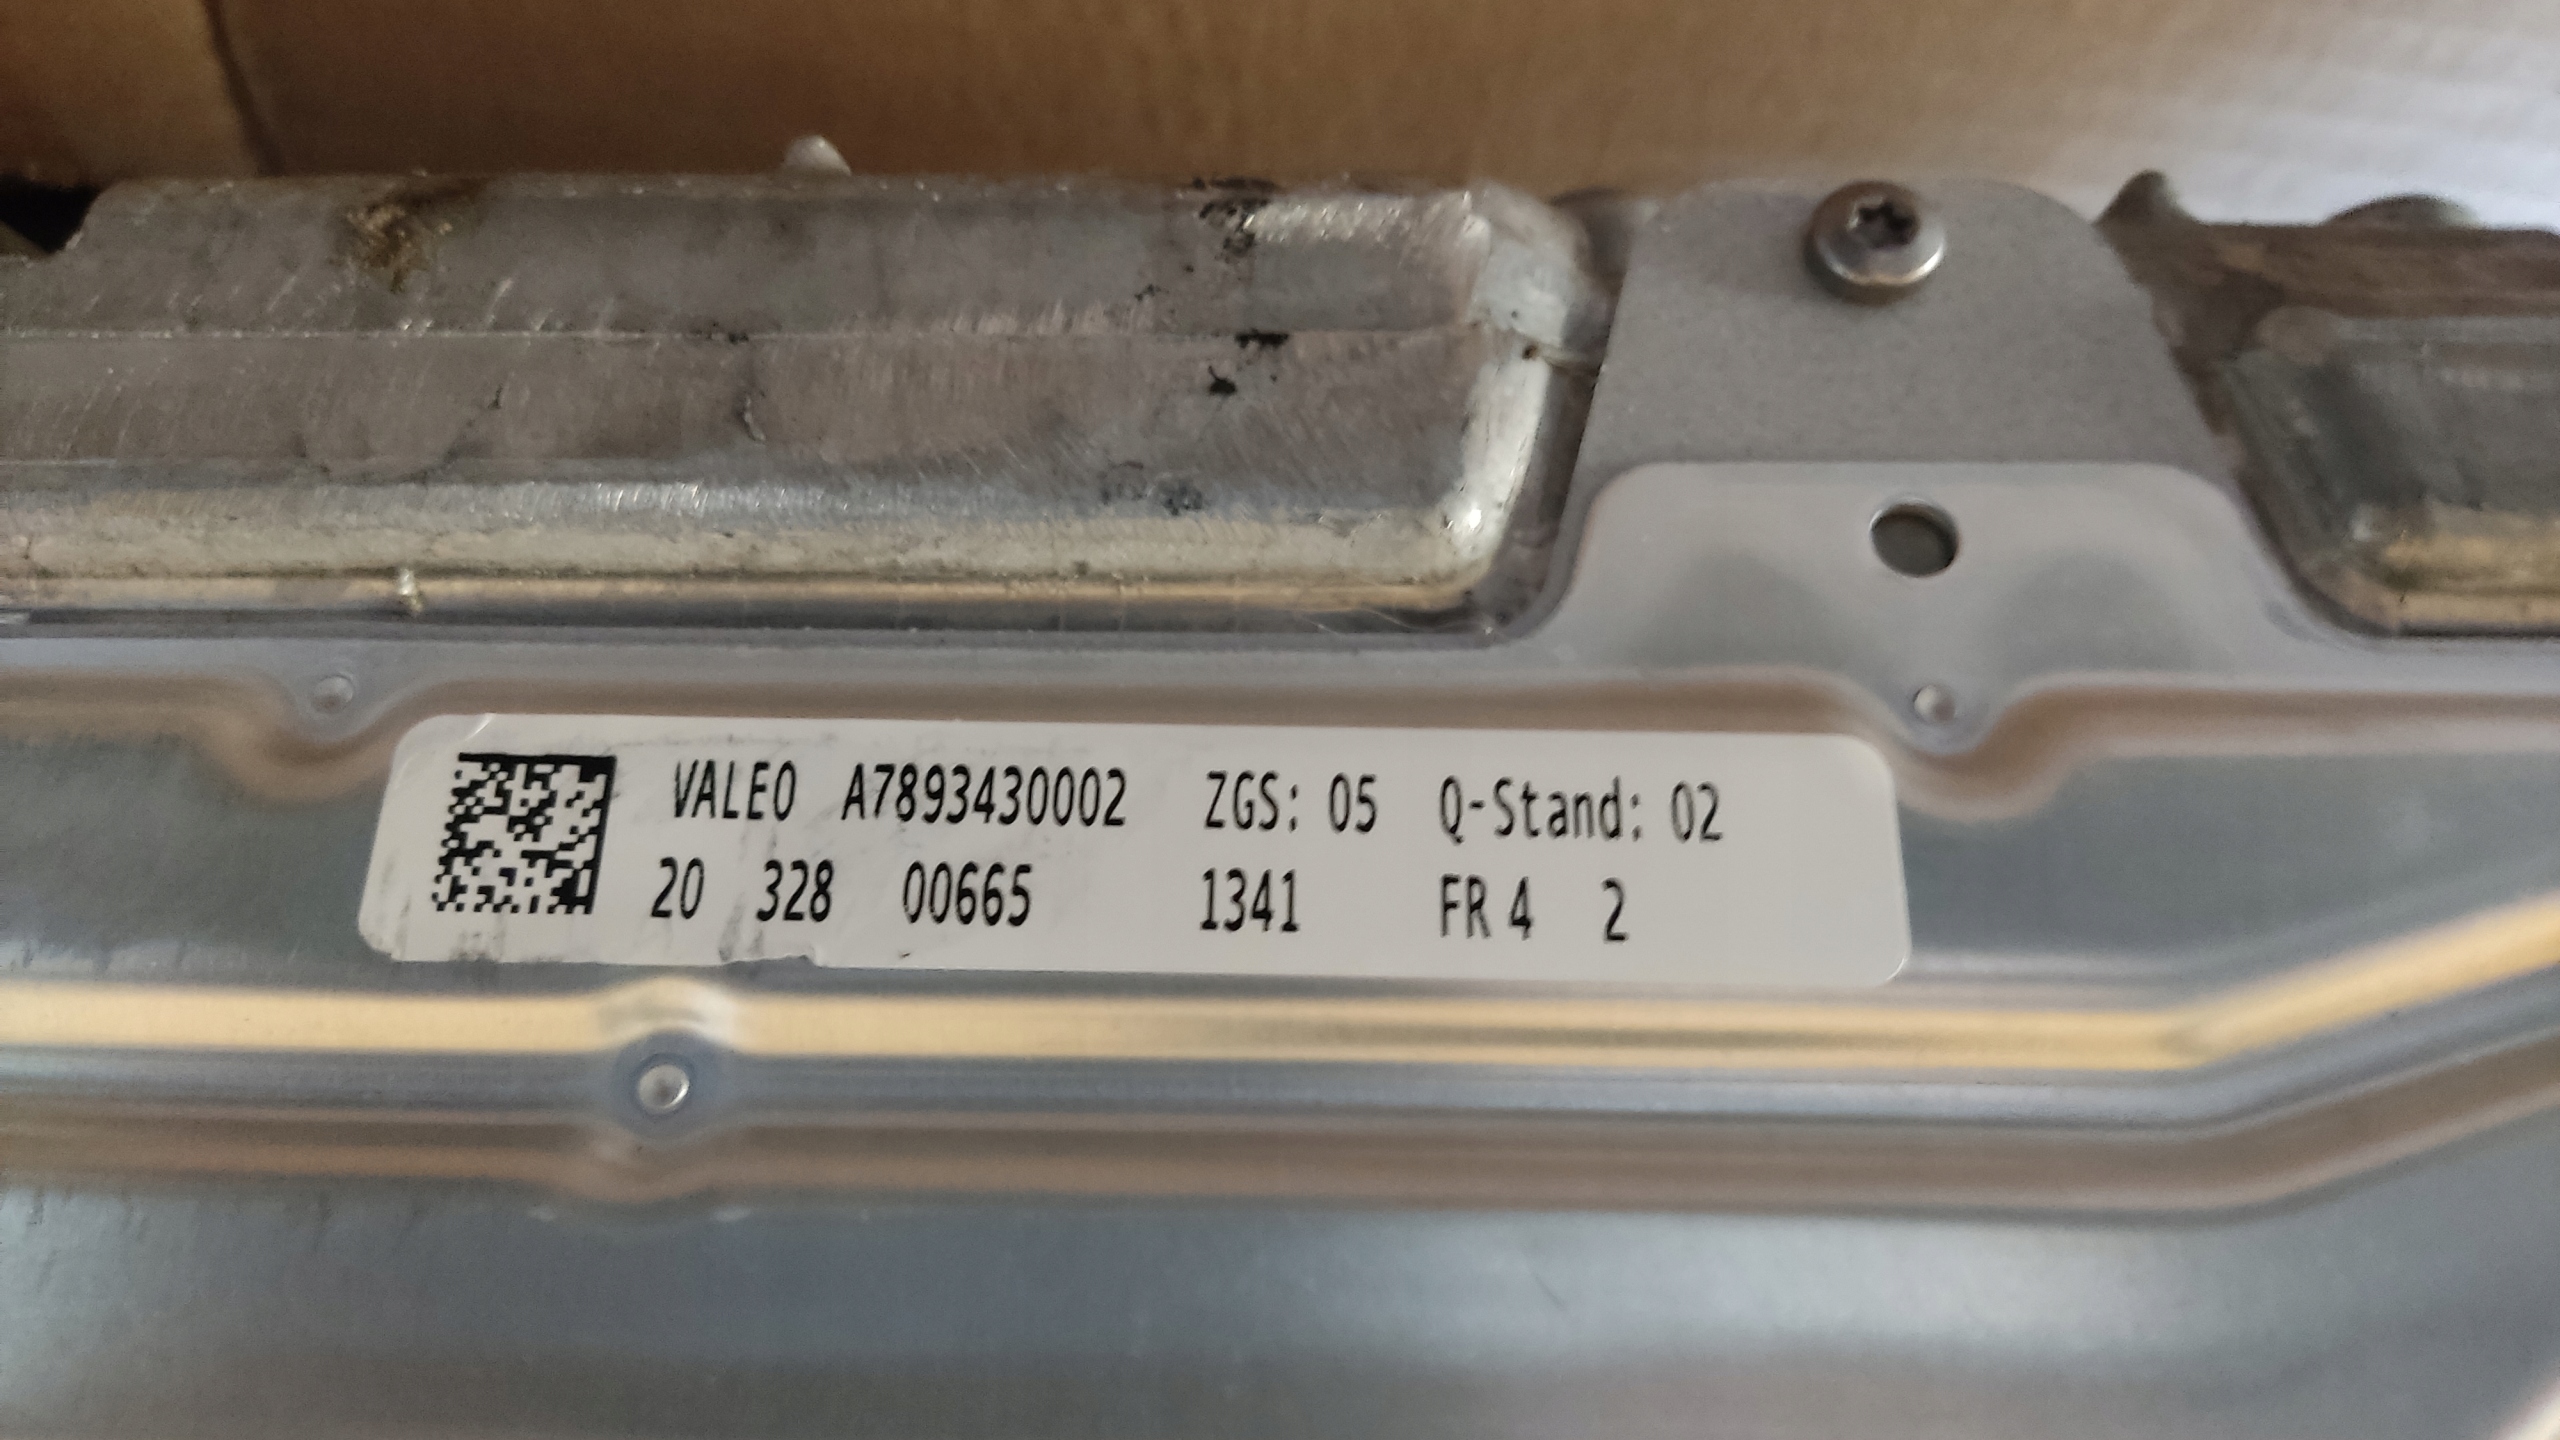 VALEO A7893430002 ZGS: 05 Q-Stand: 02
20 328 00665 1341 FR 4 2